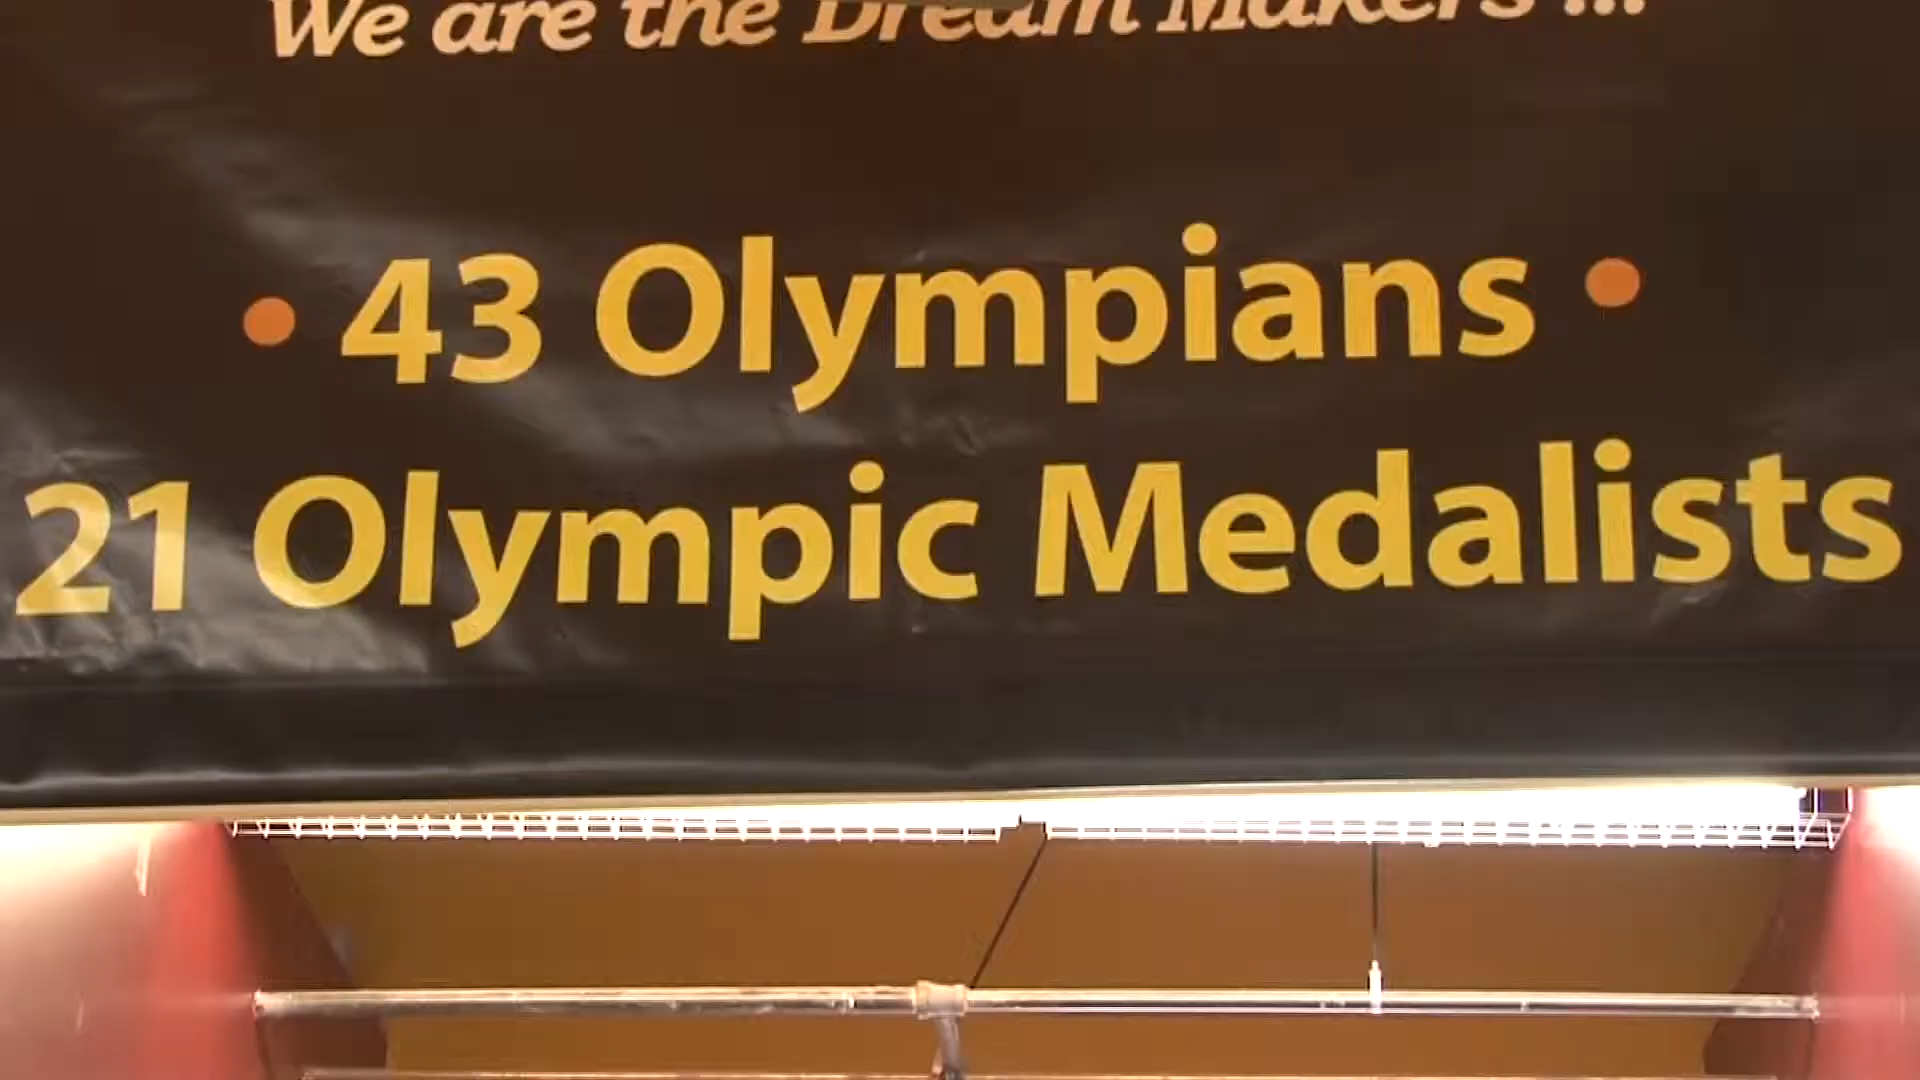 We are the Dream Makers ...
• 43 Olympians •
21 Olympic Medalists